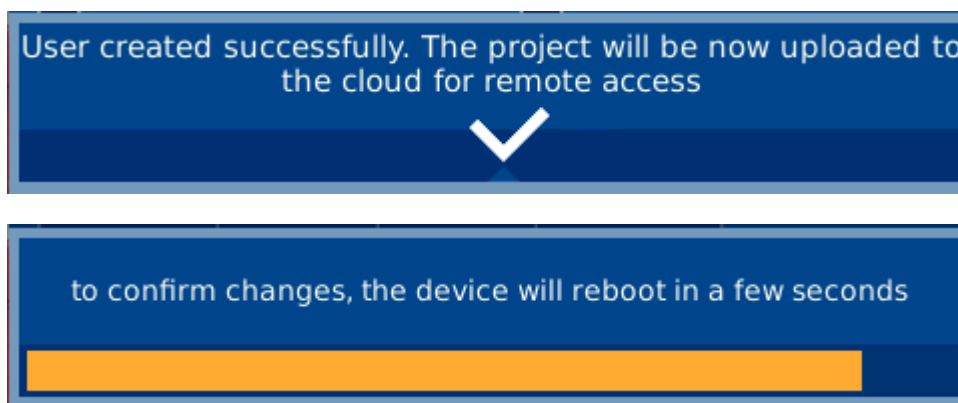 User created successfully. The project will be now uploaded to
the cloud for remote access
to confirm changes, the device will reboot in a few seconds